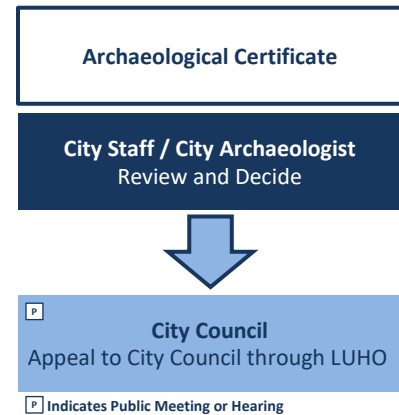 Archaeological Certificate
City Staff / City Archaeologist
Review and Decide
P
City Council
Appeal to City Council through LUHO
P Indicates Public Meeting or Hearing